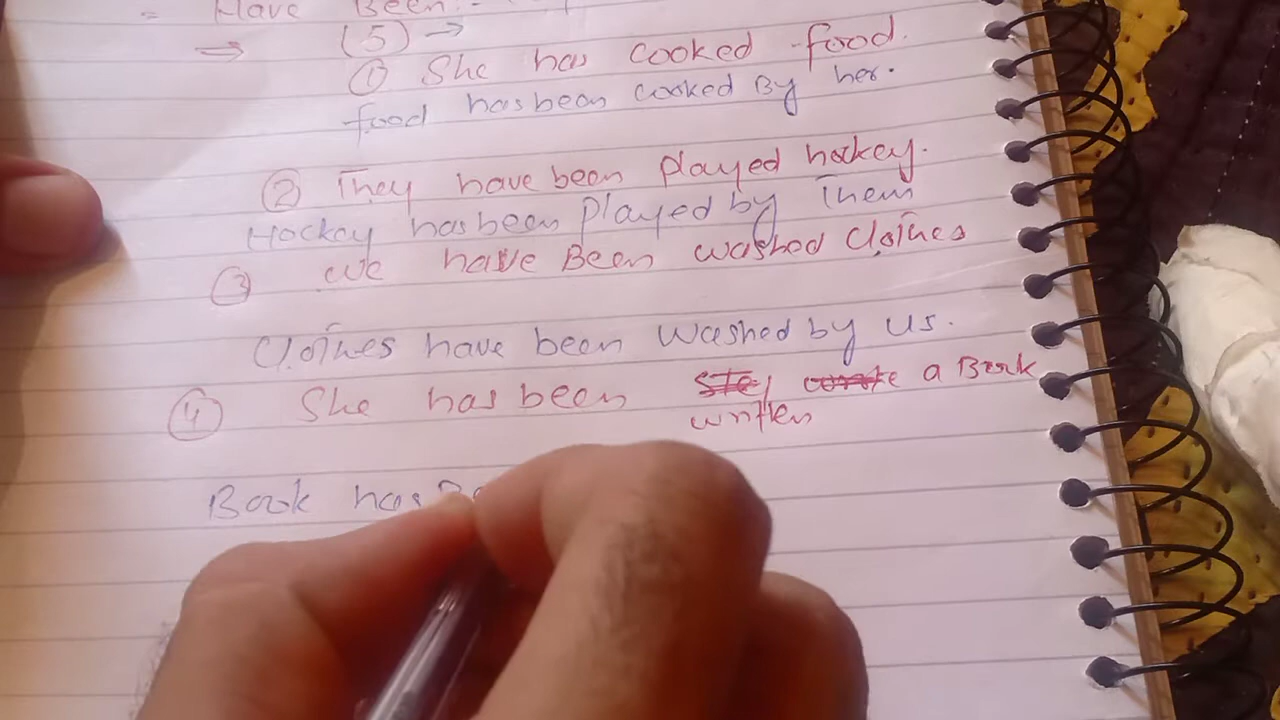 = Have Been
⇒ (5) →
① She has cooked food.
food has been cooked By her.
② They have been played hockey.
Hockey has been played by Them
③ we have Been washed Clothes
Clothes have been washed by us.
④ She has been a Book
written
Book has